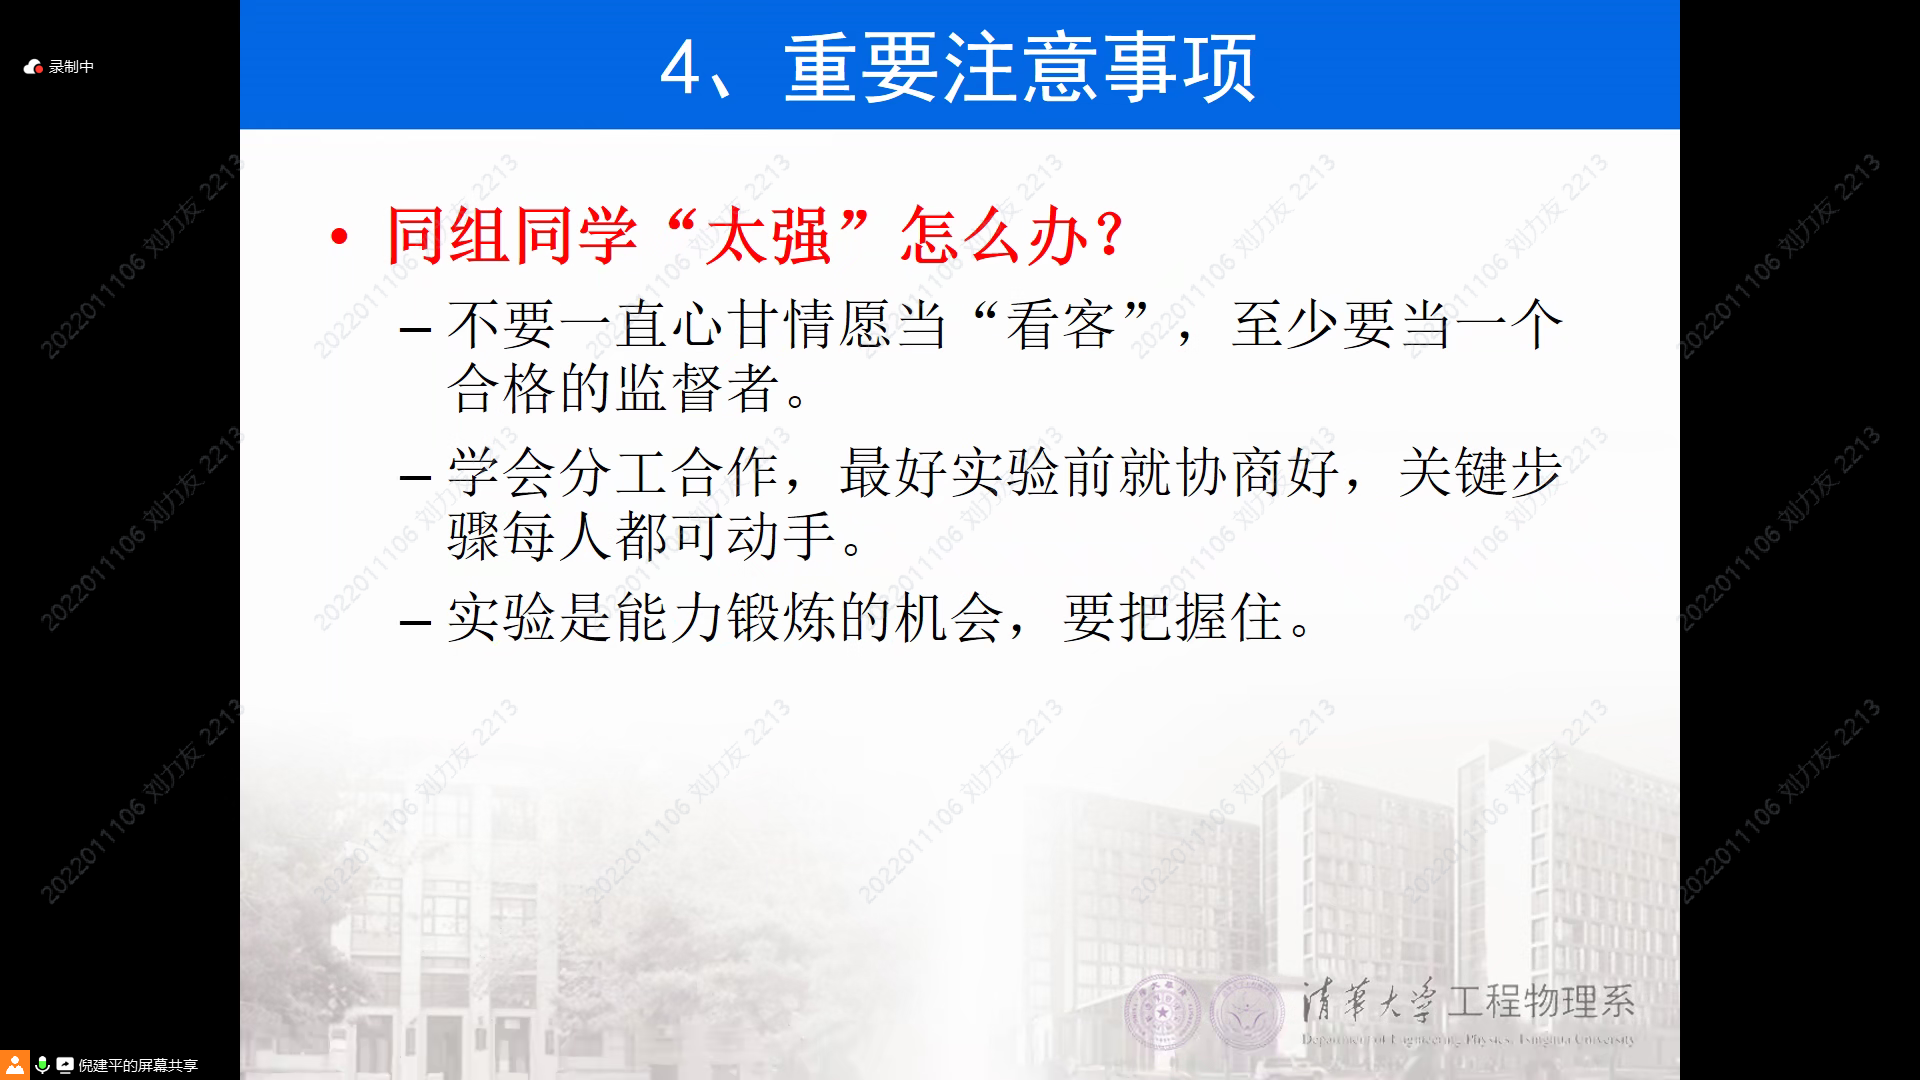 录制中
4、重要注意事项
• 同组同学“太强”怎么办？
– 不要一直心甘情愿当“看客”，至少要当一个
合格的监督者。
– 学会分工合作，最好实验前就协商好，关键步
骤每人都可动手。
– 实验是能力锻炼的机会，要把握住。
2022011106 刘力友 2213
清华大学 工程物理系
Department of Engineering Physics, Tsinghua University
倪建平的屏幕共享